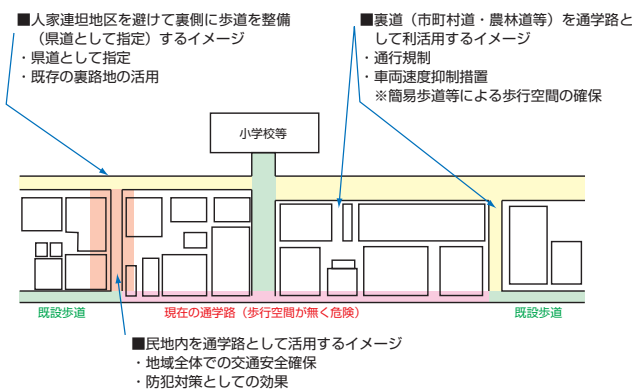 ■人家連坦地区を避けて裏側に歩道を整備
（県道として指定）するイメージ
・県道として指定
・既存の裏路地の活用
■裏道（市町村道・農林道等）を通学路と
して利活用するイメージ
・通行規制
・車両速度抑制措置
※簡易歩道等による歩行空間の確保
小学校等
既設歩道
現在の通学路（歩行空間が無く危険）
既設歩道
■民地内を通学路として活用するイメージ
・地域全体での交通安全確保
・防犯対策としての効果